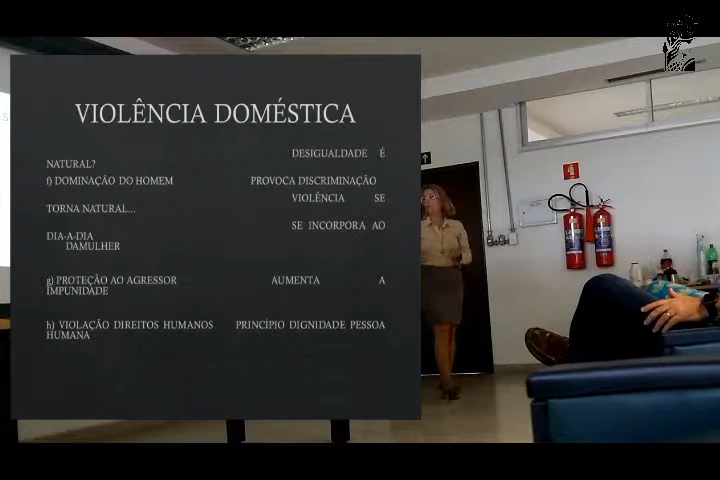 VIOLÊNCIA DOMÉSTICA
DESIGUALDADE É
NATURAL?
f) DOMINAÇÃO DO HOMEM PROVOCA DISCRIMINAÇÃO
VIOLÊNCIA SE
TORNA NATURAL...
SE INCORPORA AO
DIA-A-DIA
DAMULHER
g) PROTEÇÃO AO AGRESSOR AUMENTA A
IMPUNIDADE
h) VIOLAÇÃO DIREITOS HUMANOS PRINCÍPIO DIGNIDADE PESSOA
HUMANA